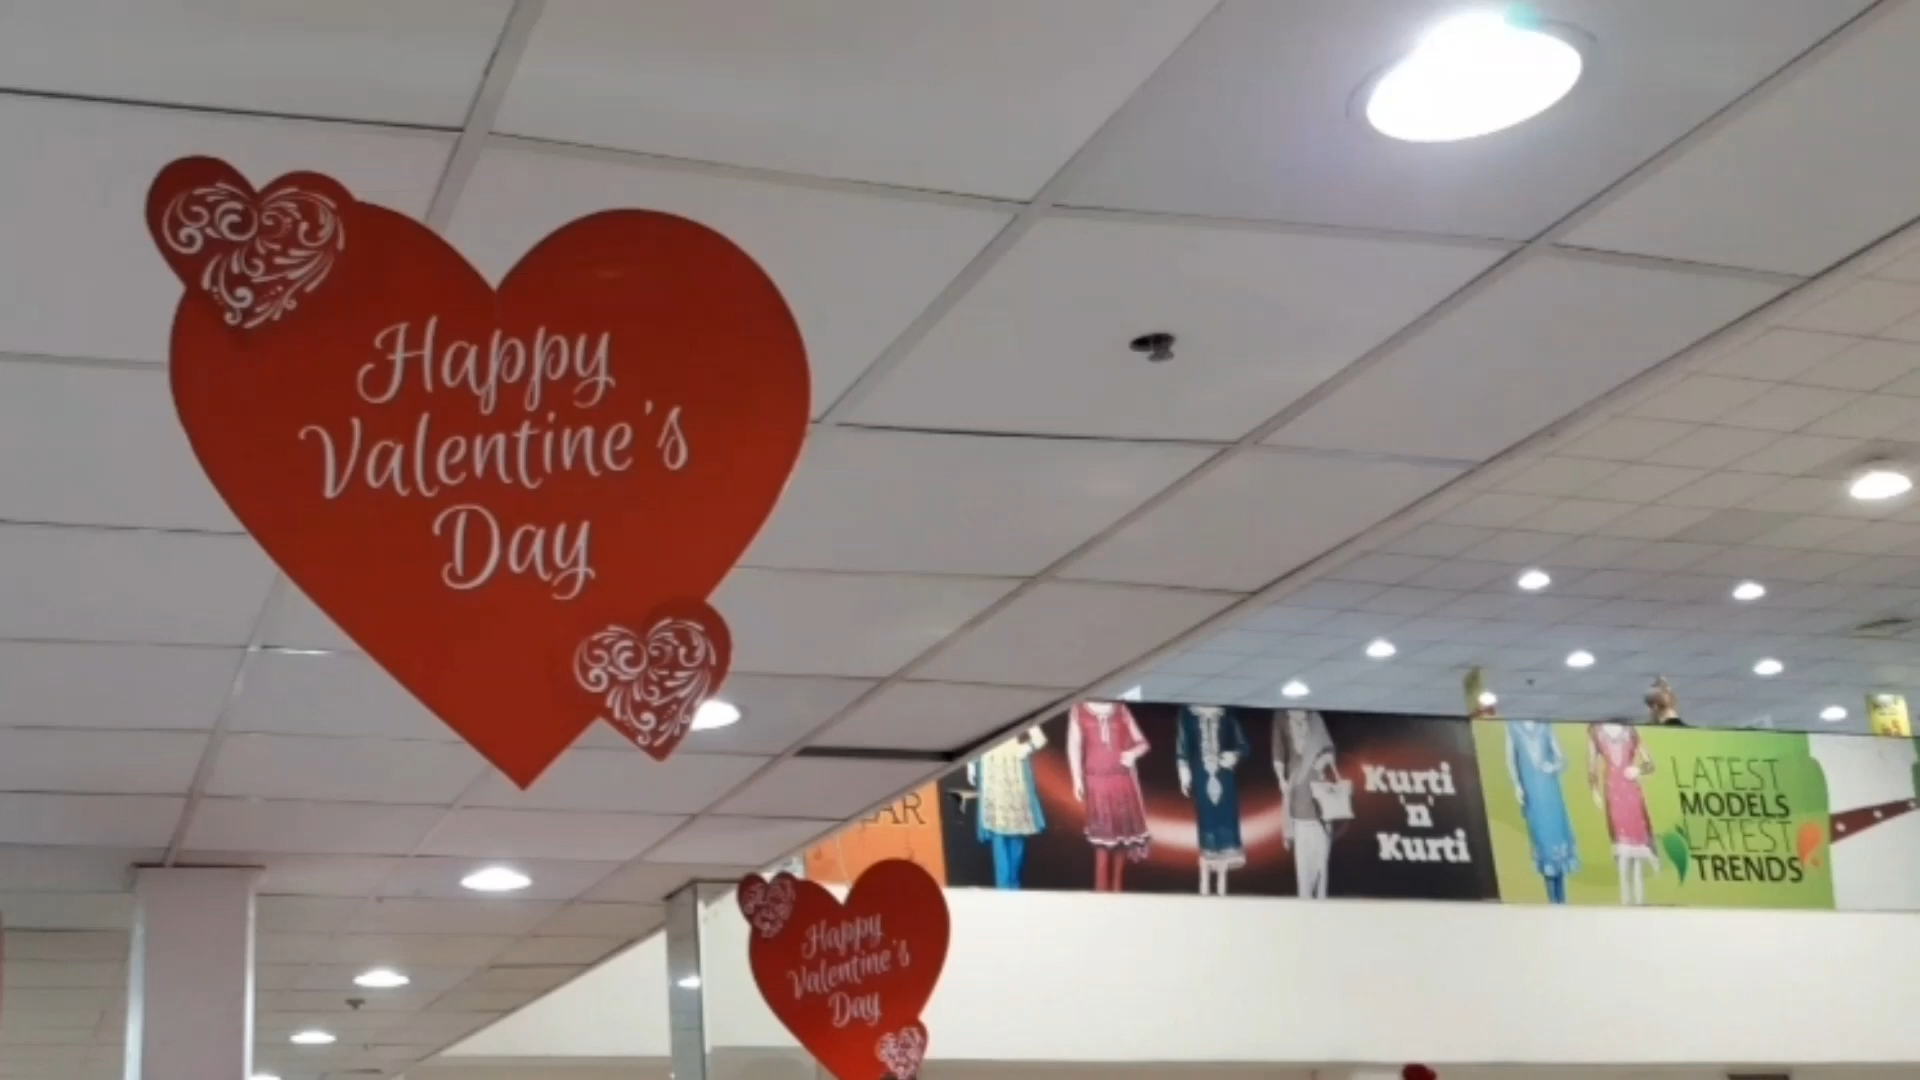 Happy
Valentine's
Day
Happy
Valentine's
Day
Kurti
'n'
Kurti
LATEST
MODELS
LATEST
TRENDS